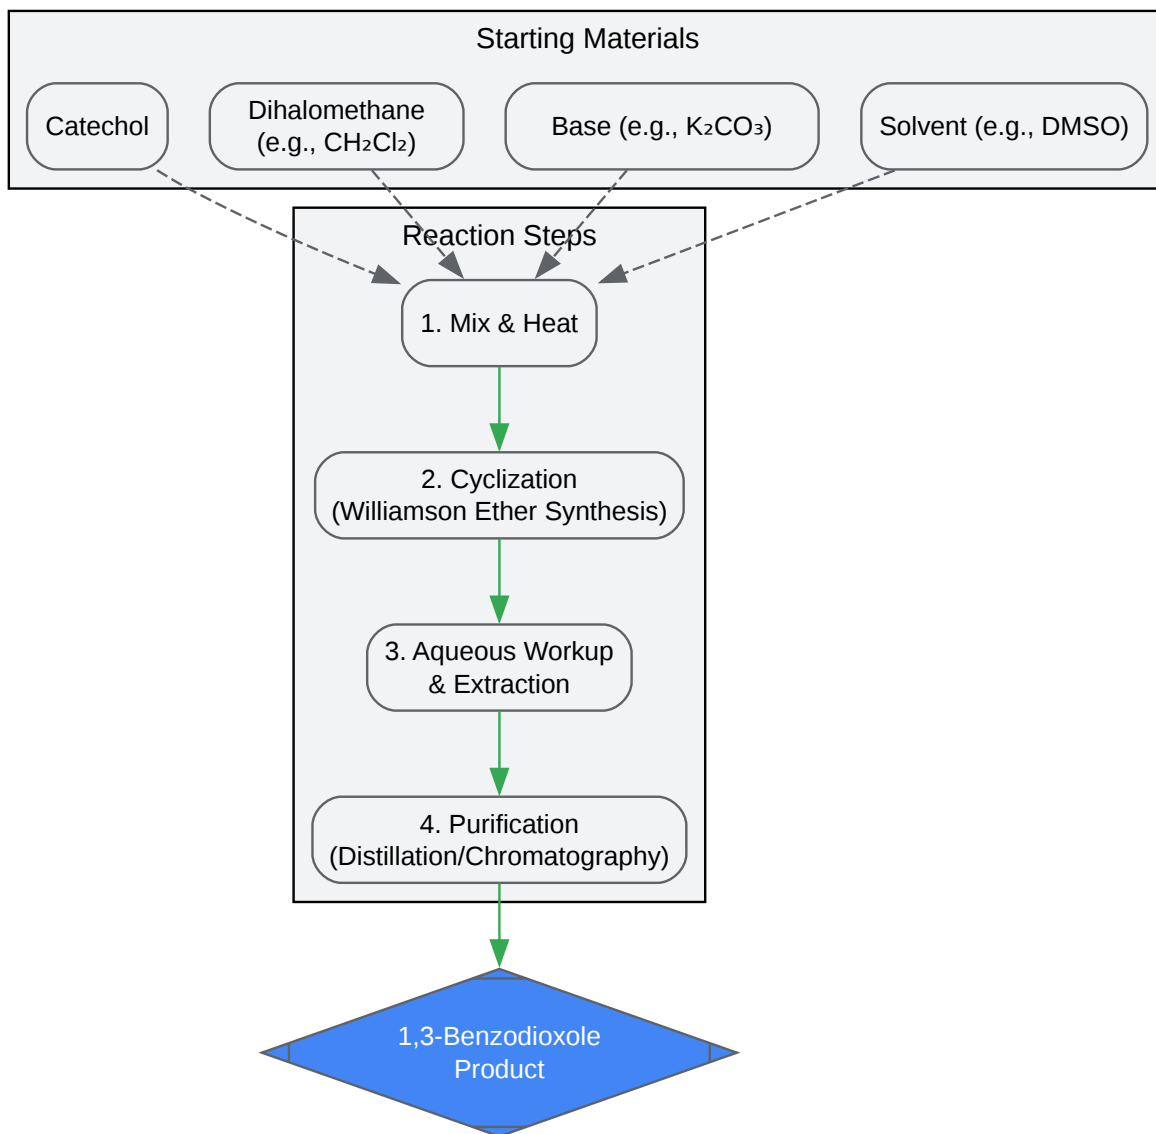 Starting Materials
Catechol
Dihalomethane
(e.g., CH₂Cl₂)
Base (e.g., K₂CO₃)
Solvent (e.g., DMSO)
Reaction Steps
1. Mix & Heat
2. Cyclization
(Williamson Ether Synthesis)
3. Aqueous Workup
& Extraction
4. Purification
(Distillation/Chromatography)
1,3-Benzodioxole
Product